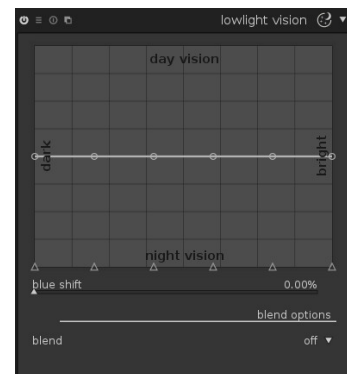 lowlight vision
day vision
dark
bright
night vision
blue shift 0.00%
blend options
blend off